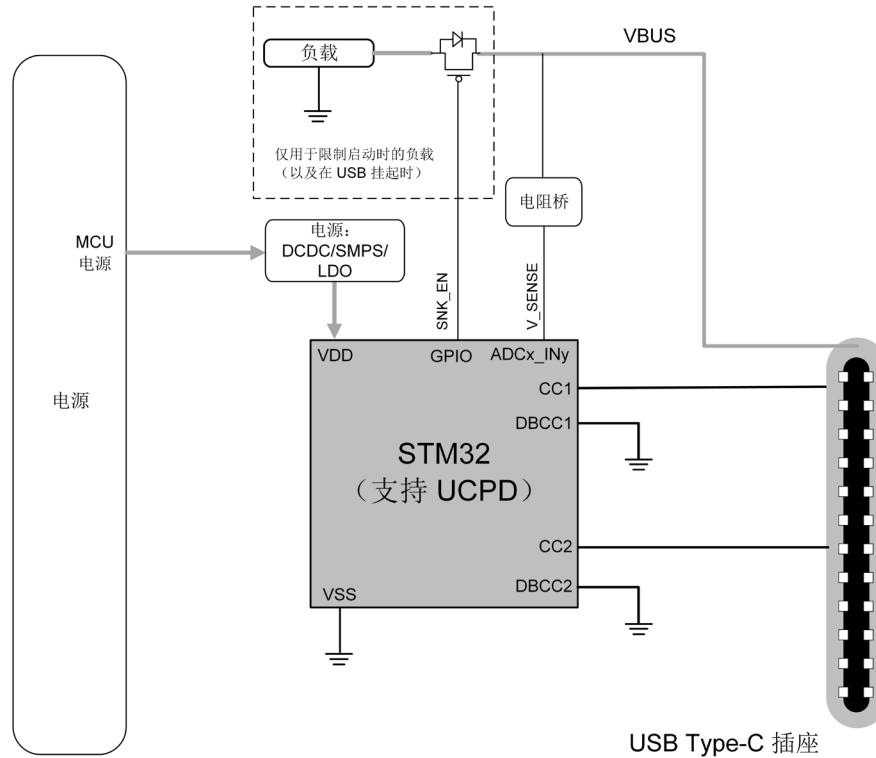 负载
VBUS
仅用于限制启动时的负载
（以及在 USB 挂起时）
电阻桥
MCU
电源
电源：
DCDC/SMPS/
LDO
SNK_EN
V_SENSE
VDD
GPIO
ADCx_INy
CC1
DBCC1
电源
STM32
（支持 UCPD）
CC2
DBCC2
VSS
USB Type-C 插座